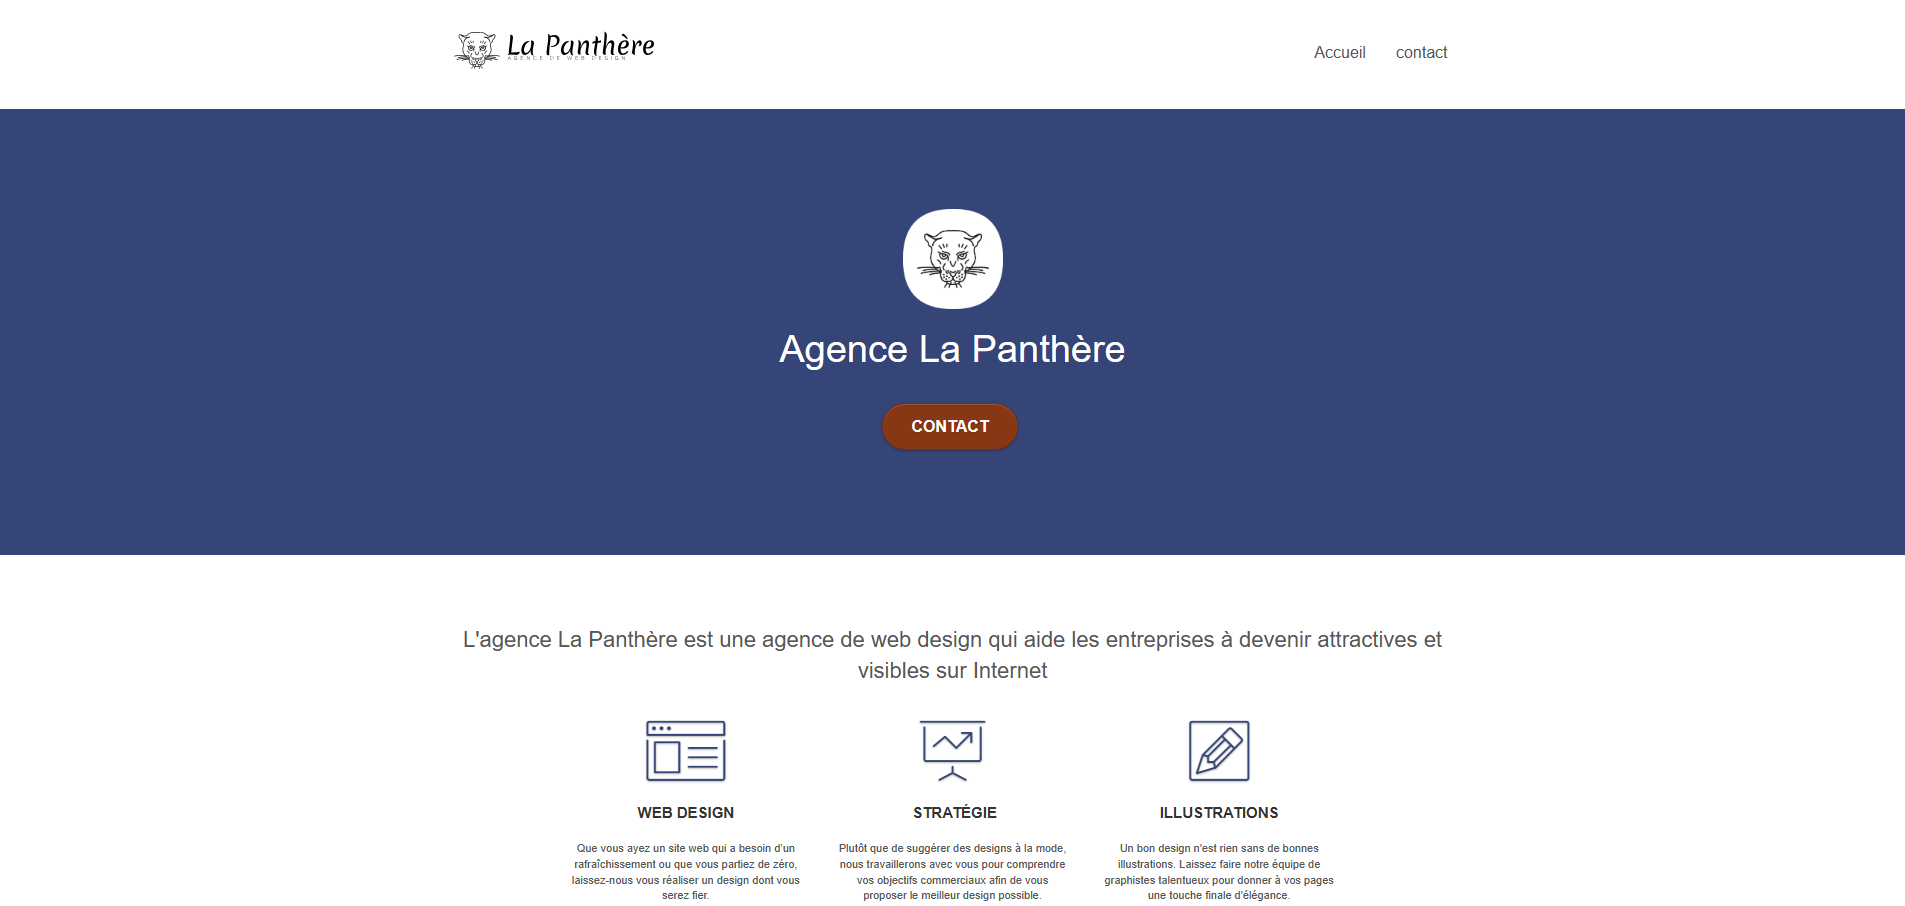 La Panthère
AGENCE DE WEB DESIGN
Accueil
contact
Agence La Panthère
CONTACT
L'agence La Panthère est une agence de web design qui aide les entreprises à devenir attractives et
visibles sur Internet
WEB DESIGN
Que vous ayez un site web qui a besoin d’un
rafraîchissement ou que vous partiez de zéro,
laissez-nous vous réaliser un design dont vous
serez fier.
STRATÉGIE
Plutôt que de suggérer des designs à la mode,
nous travaillerons avec vous pour comprendre
vos objectifs commerciaux afin de vous
proposer le meilleur design possible.
ILLUSTRATIONS
Un bon design n'est rien sans de bonnes
illustrations. Laissez faire notre équipe de
graphistes talentueux pour donner à vos pages
une touche finale d'élégance.